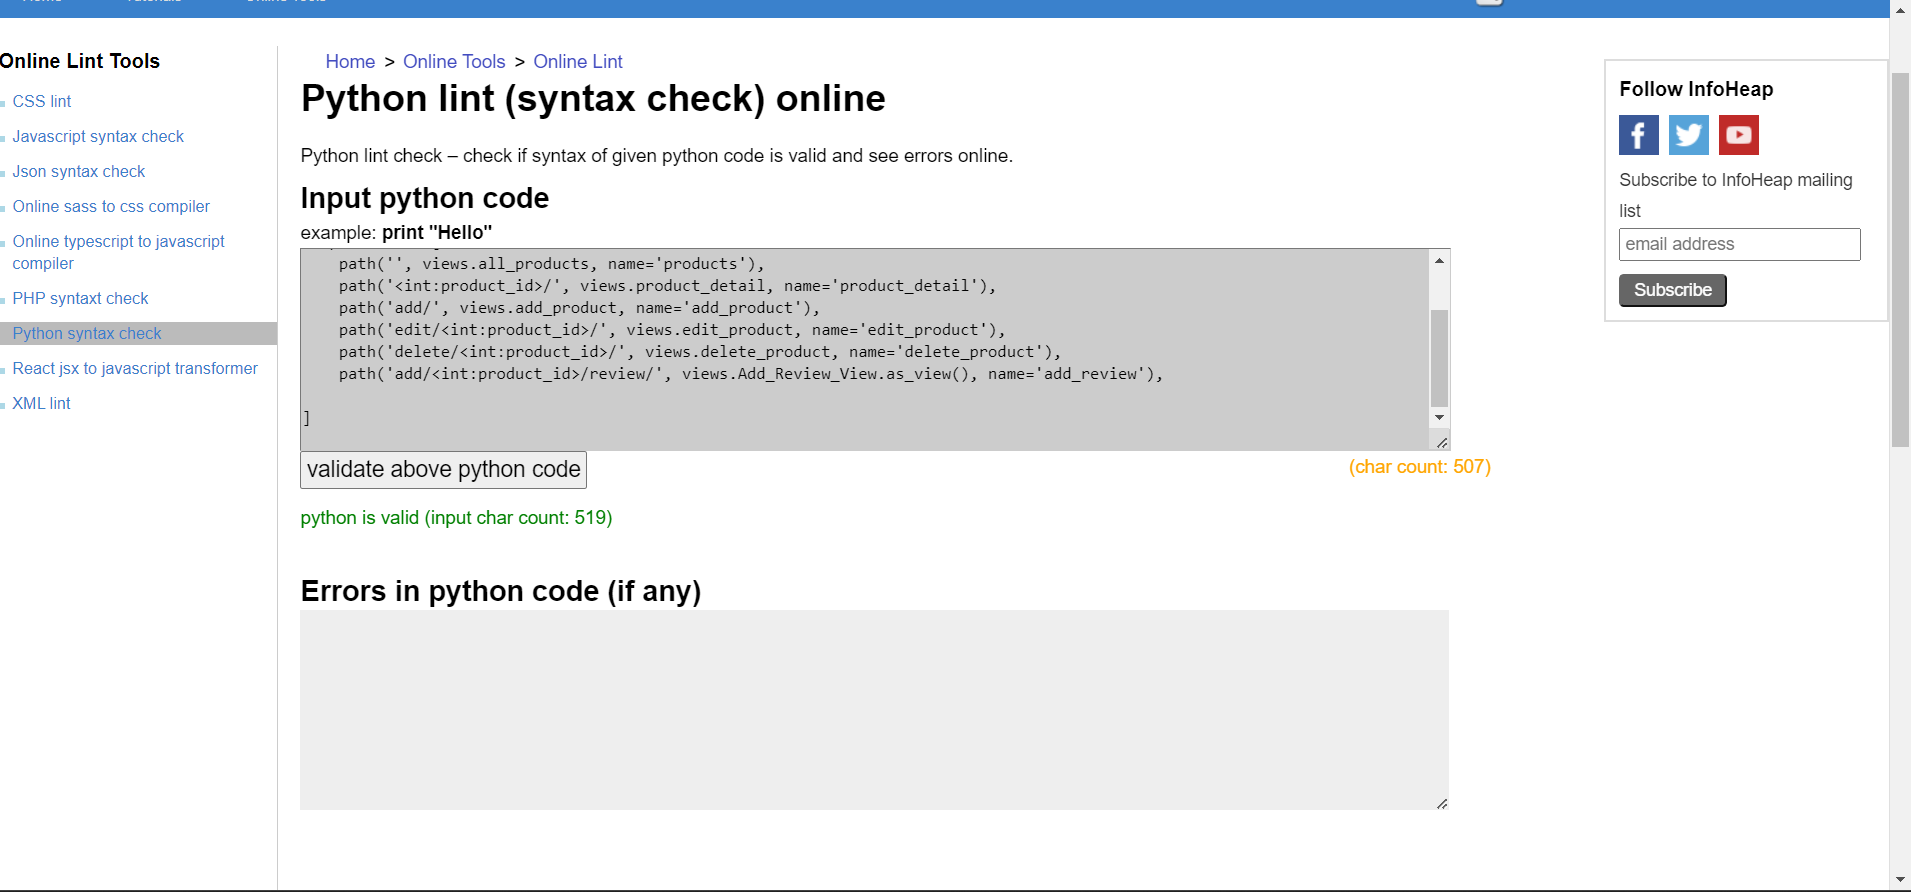 Online Lint Tools
CSS lint
Javascript syntax check
Json syntax check
Online sass to css compiler
Online typescript to javascript
compiler
PHP syntaxt check
Python syntax check
React jsx to javascript transformer
XML lint
Home > Online Tools > Online Lint
Python lint (syntax check) online
Python lint check – check if syntax of given python code is valid and see errors online.
Input python code
example: print "Hello"
path('', views.all_products, name='products'),
path('<int:product_id>/', views.product_detail, name='product_detail'),
path('add/', views.add_product, name='add_product'),
path('edit/<int:product_id>/', views.edit_product, name='edit_product'),
path('delete/<int:product_id>/', views.delete_product, name='delete_product'),
path('add/<int:product_id>/review/', views.Add_Review_View.as_view(), name='add_review'),
]
validate above python code
(char count: 507)
python is valid (input char count: 519)
Errors in python code (if any)
Follow InfoHeap
Subscribe to InfoHeap mailing
list
email address
Subscribe